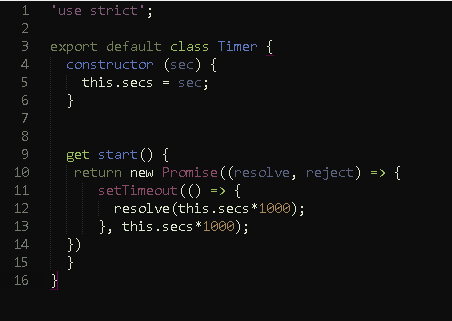 1 'use strict';
2
3 export default class Timer {
4   constructor (sec) {
5     this.secs = sec;
6   }
7
8
9   get start() {
10    return new Promise((resolve, reject) => {
11       setTimeout(() => {
12         resolve(this.secs*1000);
13       }, this.secs*1000);
14   })
15   }
16 }